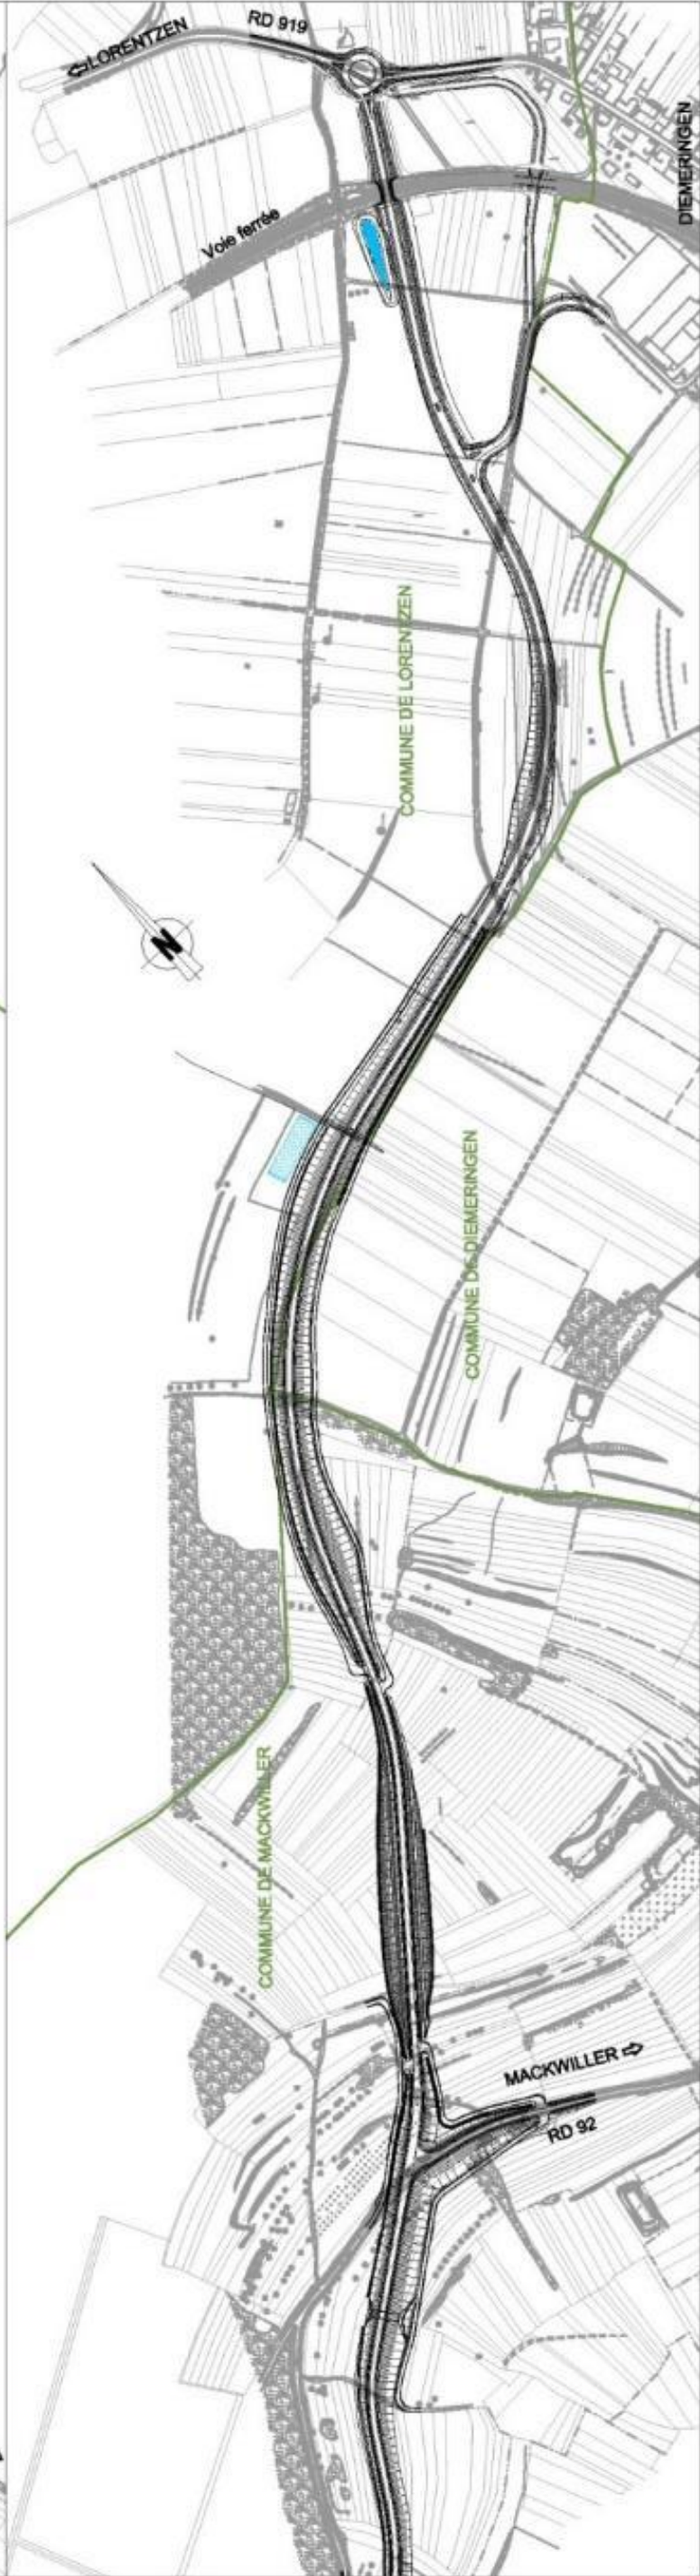 RD 919
⇦LORENTZEN
DIEMERINGEN
Voie ferrée
COMMUNE DE LORENTZEN
N
COMMUNE DE DIEMERINGEN
COMMUNE DE MACKWILLER
MACKWILLER ⇨
RD 92